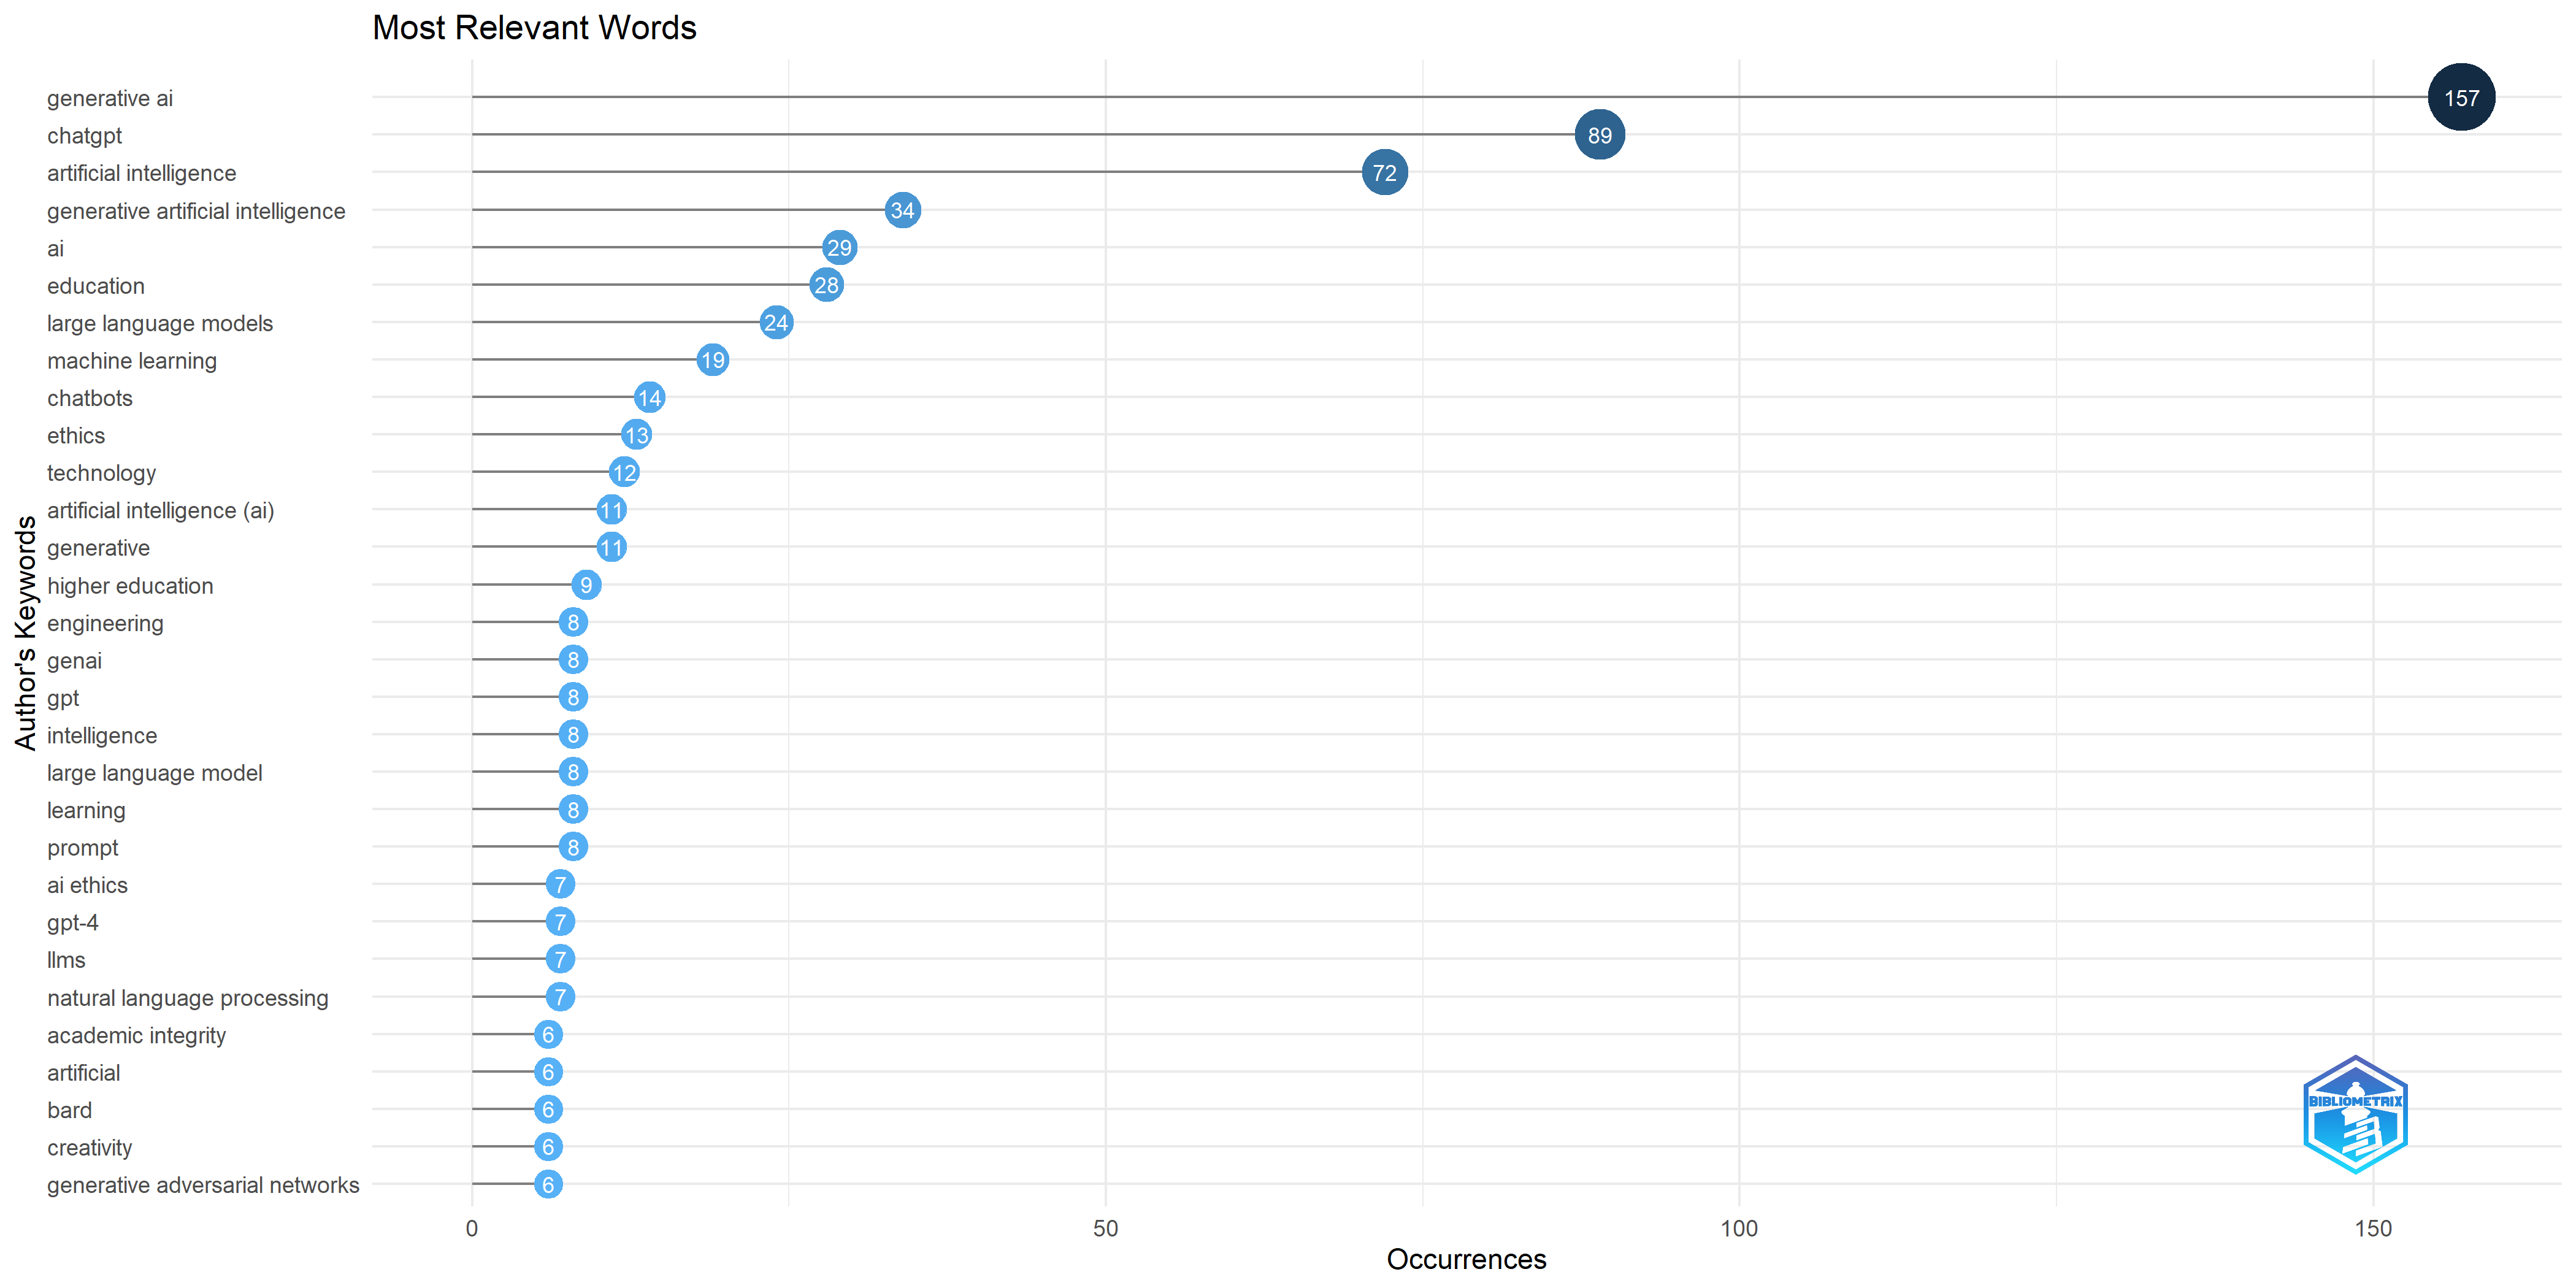 Most Relevant Words
generative ai 157
chatgpt 89
artificial intelligence 72
generative artificial intelligence 34
ai 29
education 28
large language models 24
machine learning 19
chatbots 14
ethics 13
technology 12
artificial intelligence (ai) 11
generative 11
higher education 9
engineering 8
genai 8
gpt 8
intelligence 8
large language model 8
learning 8
prompt 8
ai ethics 7
gpt-4 7
llms 7
natural language processing 7
academic integrity 6
artificial 6
bard 6
creativity 6
generative adversarial networks 6
Author's Keywords
0 50 100 150
Occurrences
BIBLIOMETRIX